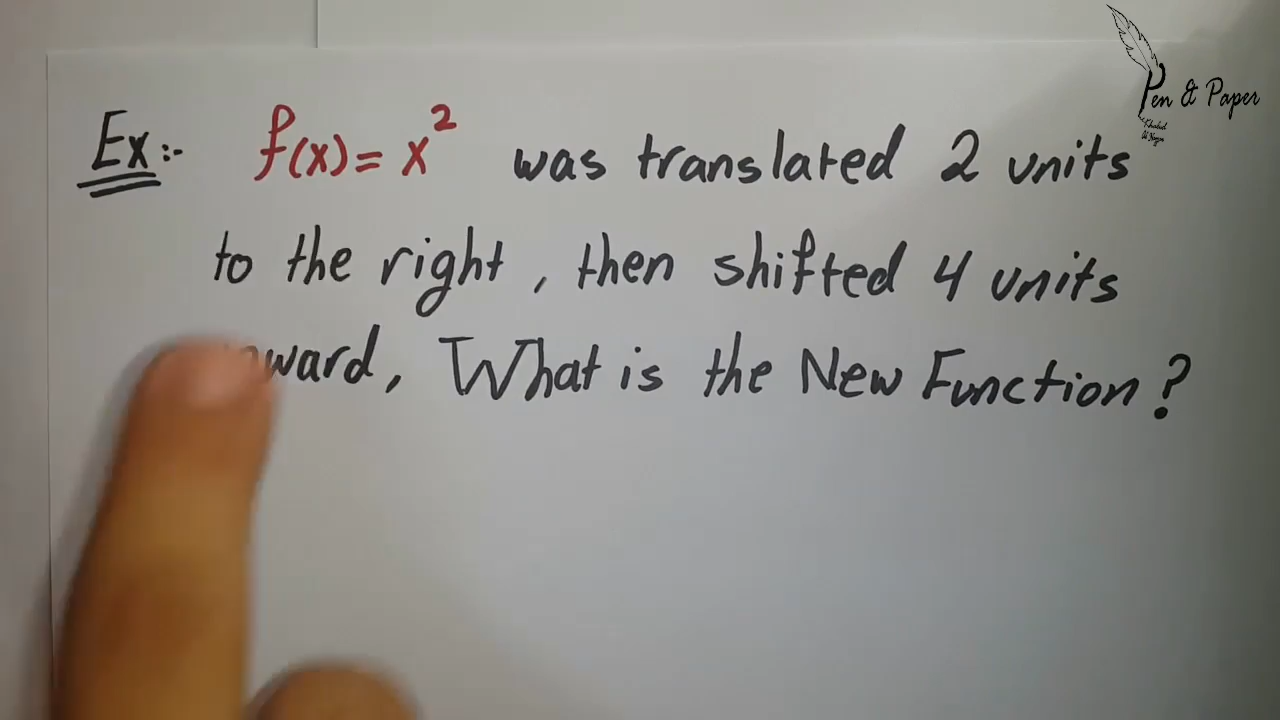 Ex:- f(x) = x² was translated 2 units
to the right, then shifted 4 units
What is the New Function?
Pen & Paper